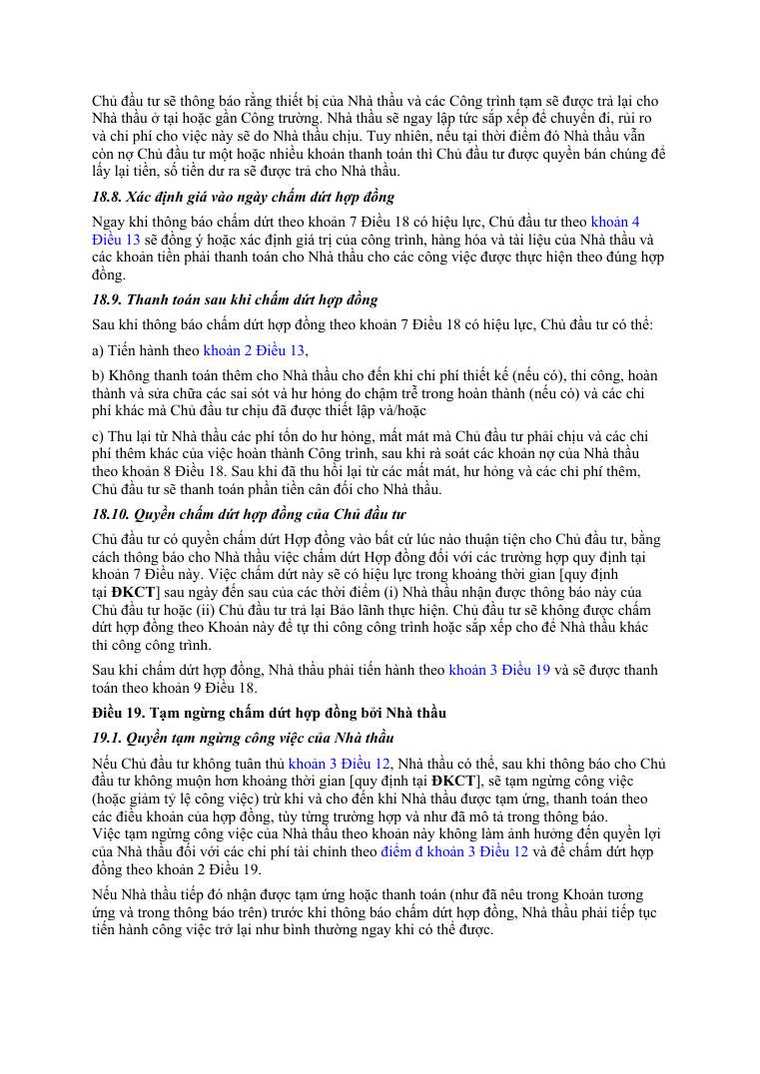 Chủ đầu tư sẽ thông báo rằng thiết bị của Nhà thầu và các Công trình tạm sẽ được trả lại cho
Nhà thầu ở tại hoặc gần Công trường. Nhà thầu sẽ ngay lập tức sắp xếp để chuyển đi, rủi ro
và chi phí cho việc này sẽ do Nhà thầu chịu. Tuy nhiên, nếu tại thời điểm đó Nhà thầu vẫn
còn nợ Chủ đầu tư một hoặc nhiều khoản thanh toán thì Chủ đầu tư được quyền bán chúng để
lấy lại tiền, số tiền dư ra sẽ được trả cho Nhà thầu.
18.8. Xác định giá vào ngày chấm dứt hợp đồng
Ngay khi thông báo chấm dứt theo khoản 7 Điều 18 có hiệu lực, Chủ đầu tư theo khoản 4
Điều 13 sẽ đồng ý hoặc xác định giá trị của công trình, hàng hóa và tài liệu của Nhà thầu và
các khoản tiền phải thanh toán cho Nhà thầu cho các công việc được thực hiện theo đúng hợp
đồng.
18.9. Thanh toán sau khi chấm dứt hợp đồng
Sau khi thông báo chấm dứt hợp đồng theo khoản 7 Điều 18 có hiệu lực, Chủ đầu tư có thể:
a) Tiến hành theo khoản 2 Điều 13,
b) Không thanh toán thêm cho Nhà thầu cho đến khi chi phí thiết kế (nếu có), thi công, hoàn
thành và sửa chữa các sai sót và hư hỏng do chậm trễ trong hoàn thành (nếu có) và các chi
phí khác mà Chủ đầu tư chịu đã được thiết lập và/hoặc
c) Thu lại từ Nhà thầu các phí tổn do hư hỏng, mất mát mà Chủ đầu tư phải chịu và các chi
phí thêm khác của việc hoàn thành Công trình, sau khi rà soát các khoản nợ của Nhà thầu
theo khoản 8 Điều 18. Sau khi đã thu hồi lại từ các mất mát, hư hỏng và các chi phí thêm,
Chủ đầu tư sẽ thanh toán phần tiền cân đối cho Nhà thầu.
18.10. Quyền chấm dứt hợp đồng của Chủ đầu tư
Chủ đầu tư có quyền chấm dứt Hợp đồng vào bất cứ lúc nào thuận tiện cho Chủ đầu tư, bằng
cách thông báo cho Nhà thầu việc chấm dứt Hợp đồng đối với các trường hợp quy định tại
khoản 7 Điều này. Việc chấm dứt này sẽ có hiệu lực trong khoảng thời gian [quy định
tại ĐKCT] sau ngày đến sau của các thời điểm (i) Nhà thầu nhận được thông báo này của
Chủ đầu tư hoặc (ii) Chủ đầu tư trả lại Bảo lãnh thực hiện. Chủ đầu tư sẽ không được chấm
dứt hợp đồng theo Khoản này để tự thi công công trình hoặc sắp xếp cho để Nhà thầu khác
thi công công trình.
Sau khi chấm dứt hợp đồng, Nhà thầu phải tiến hành theo khoản 3 Điều 19 và sẽ được thanh
toán theo khoản 9 Điều 18.
Điều 19. Tạm ngừng chấm dứt hợp đồng bởi Nhà thầu
19.1. Quyền tạm ngừng công việc của Nhà thầu
Nếu Chủ đầu tư không tuân thủ khoản 3 Điều 12, Nhà thầu có thể, sau khi thông báo cho Chủ
đầu tư không muộn hơn khoảng thời gian [quy định tại ĐKCT], sẽ tạm ngừng công việc
(hoặc giảm tỷ lệ công việc) trừ khi và cho đến khi Nhà thầu được tạm ứng, thanh toán theo
các điều khoản của hợp đồng, tùy từng trường hợp và như đã mô tả trong thông báo.
Việc tạm ngừng công việc của Nhà thầu theo khoản này không làm ảnh hưởng đến quyền lợi
của Nhà thầu đối với các chi phí tài chính theo điểm đ khoản 3 Điều 12 và để chấm dứt hợp
đồng theo khoản 2 Điều 19.
Nếu Nhà thầu tiếp đó nhận được tạm ứng hoặc thanh toán (như đã nêu trong Khoản tương
ứng và trong thông báo trên) trước khi thông báo chấm dứt hợp đồng, Nhà thầu phải tiếp tục
tiến hành công việc trở lại như bình thường ngay khi có thể được.